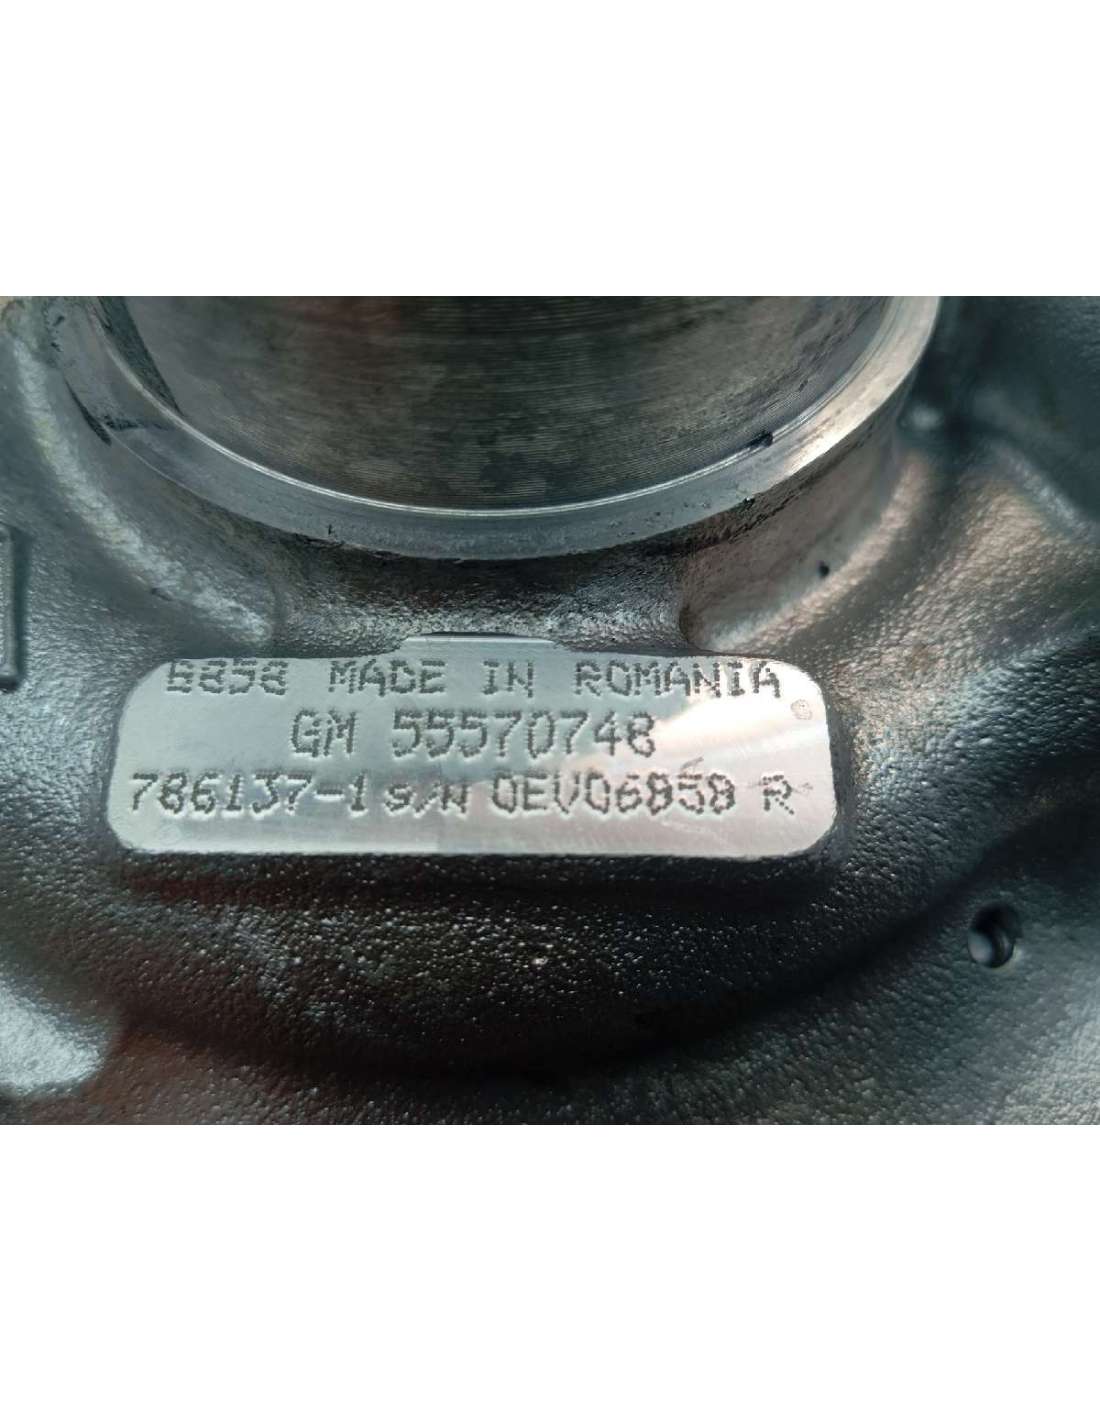 6858 MADE IN ROMANIA
GM 55570748
786137-1 S/N 0EV06858 R